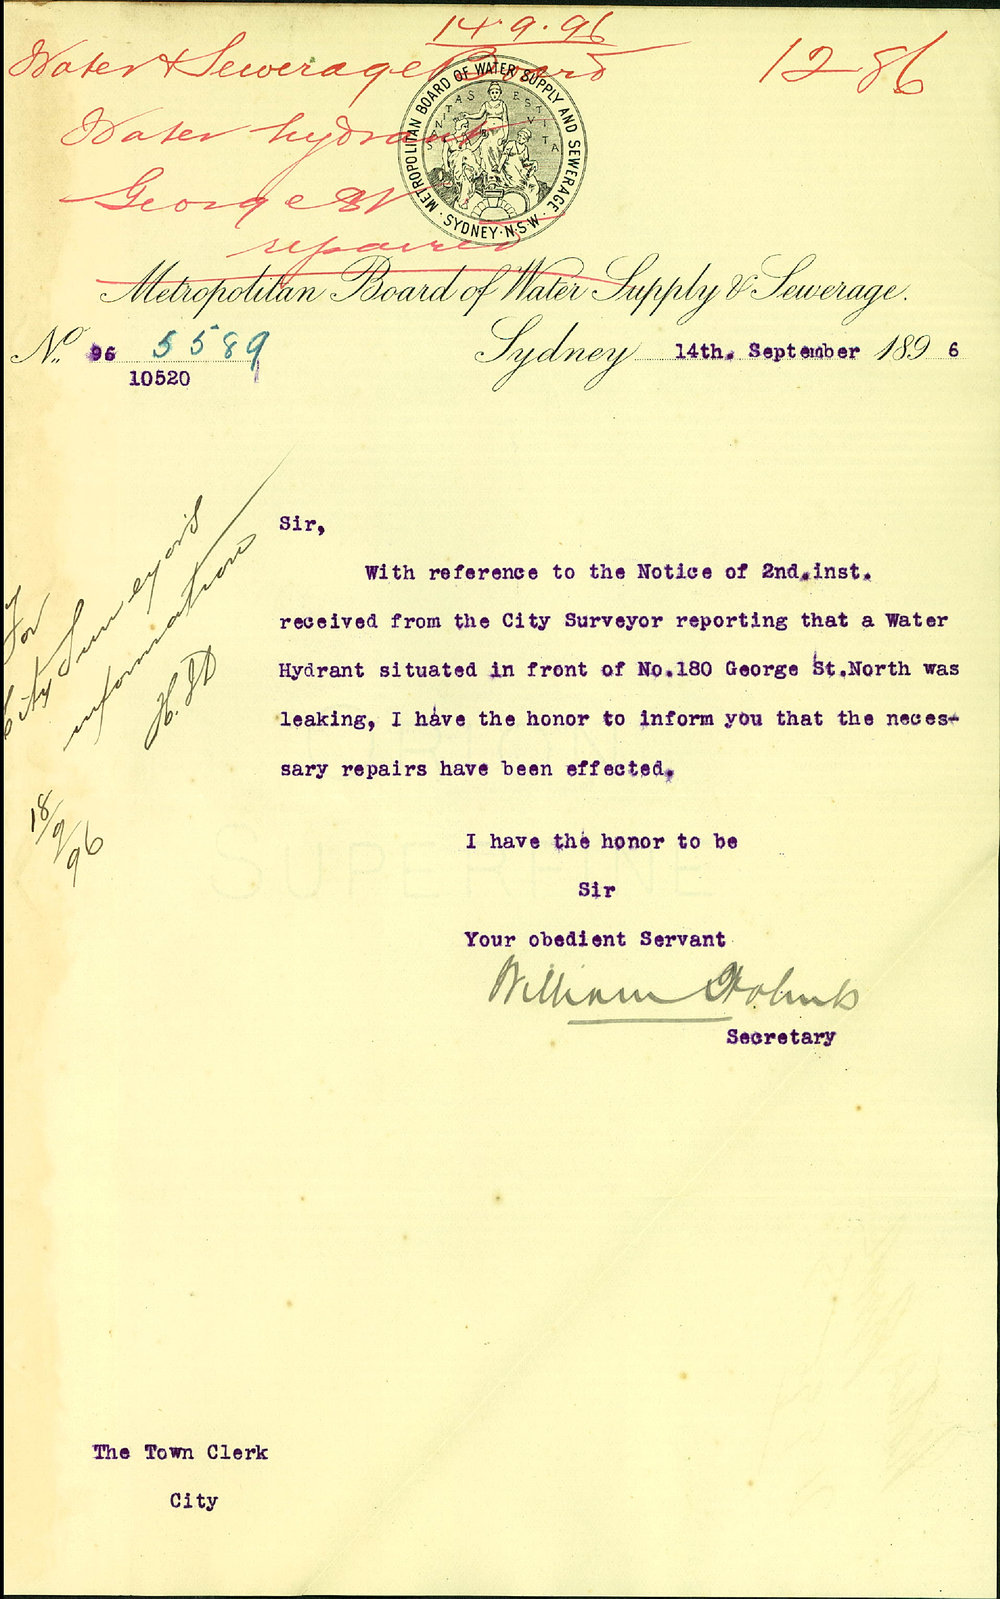 14.9.96
Water & Sewerage Board
12-86
Water hydrant
George St
repaired
METROPOLITAN BOARD OF WATER SUPPLY AND SEWERAGE.
SANITAS EST VITA
· SYDNEY · N·S·W ·
Metropolitan Board of Water Supply & Sewerage.
No. 96 5589
10520
Sydney 14th. September 1896
For
City Surveyor's
information
18/9/96
Sir,
With reference to the Notice of 2nd.inst.
received from the City Surveyor reporting that a Water
Hydrant situated in front of No.180 George St.North was
leaking, I have the honor to inform you that the neces-
sary repairs have been effected.
I have the honor to be
Sir
Your obedient Servant
William Holmes
Secretary
SUPERFINE
The Town Clerk
City